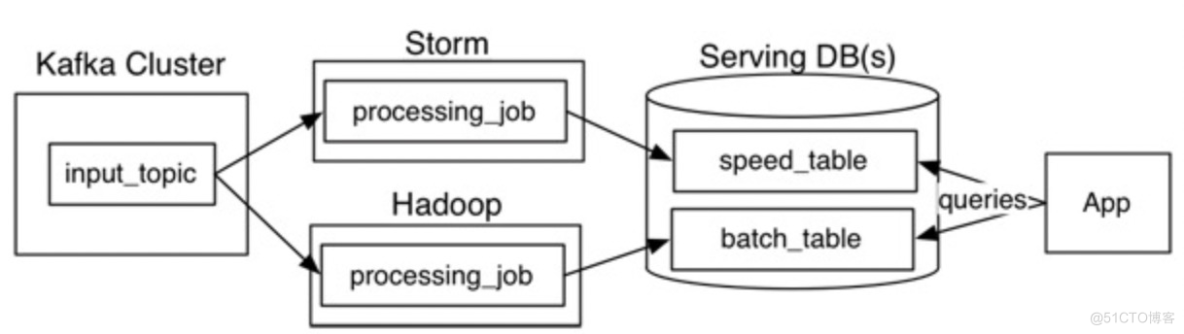 Kafka Cluster
input_topic
Storm
processing_job
Hadoop
processing_job
Serving DB(s)
speed_table
batch_table
queries
App
@51CTO博客